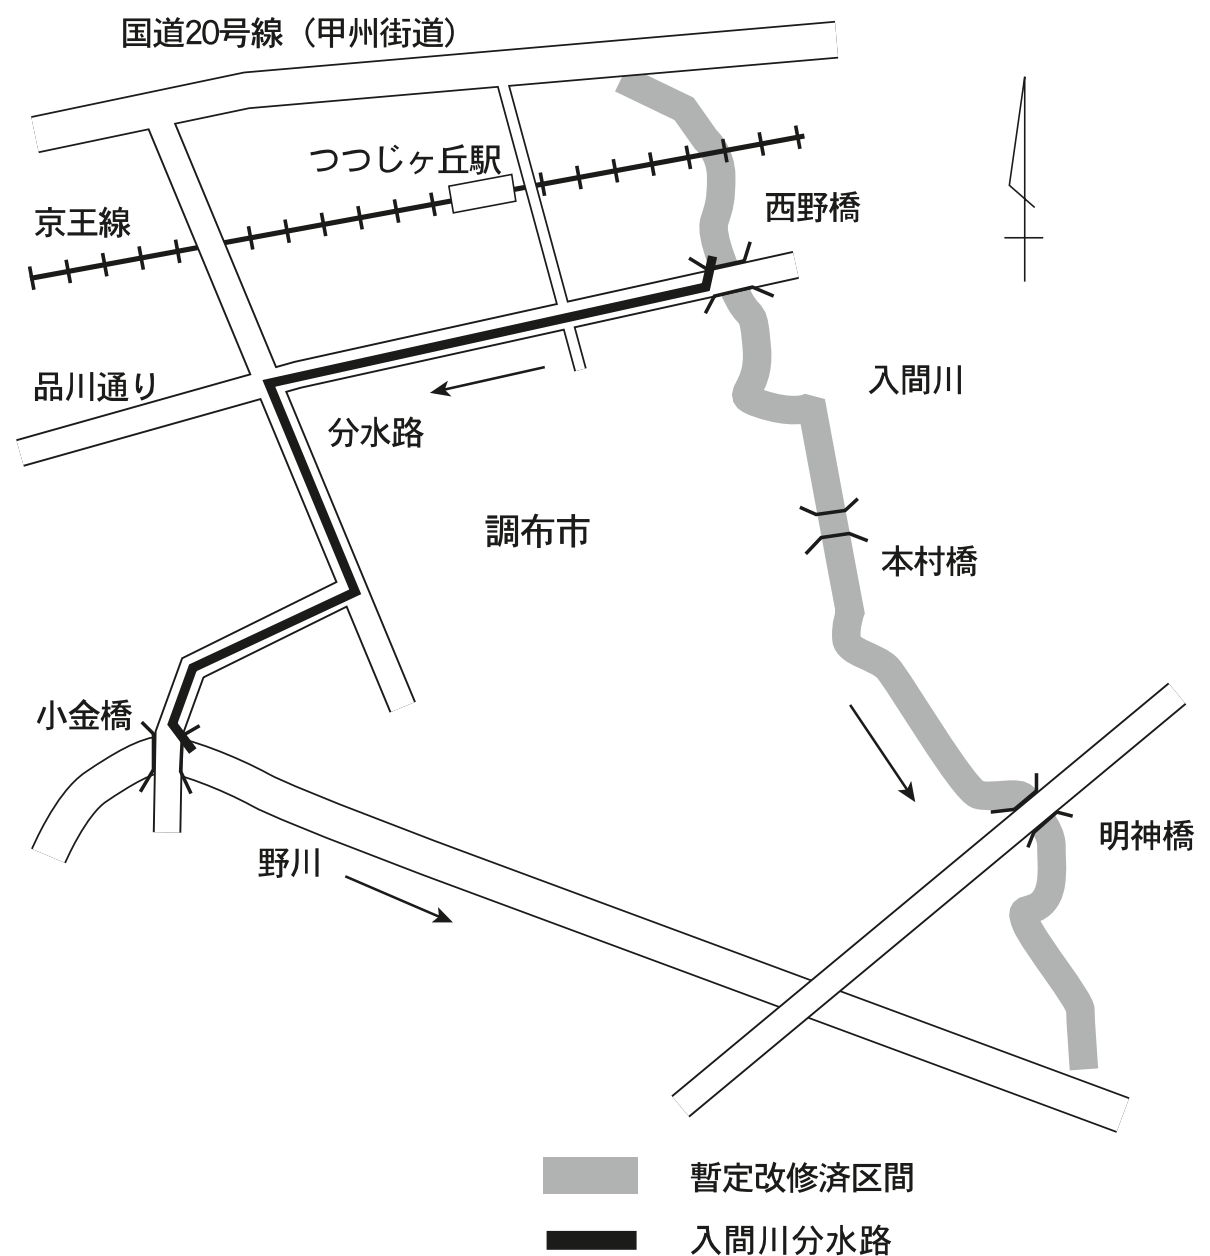 国道20号線（甲州街道）
つつじヶ丘駅
京王線
西野橋
品川通り
入間川
分水路
調布市
本村橋
小金橋
明神橋
野川
暫定改修済区間
入間川分水路